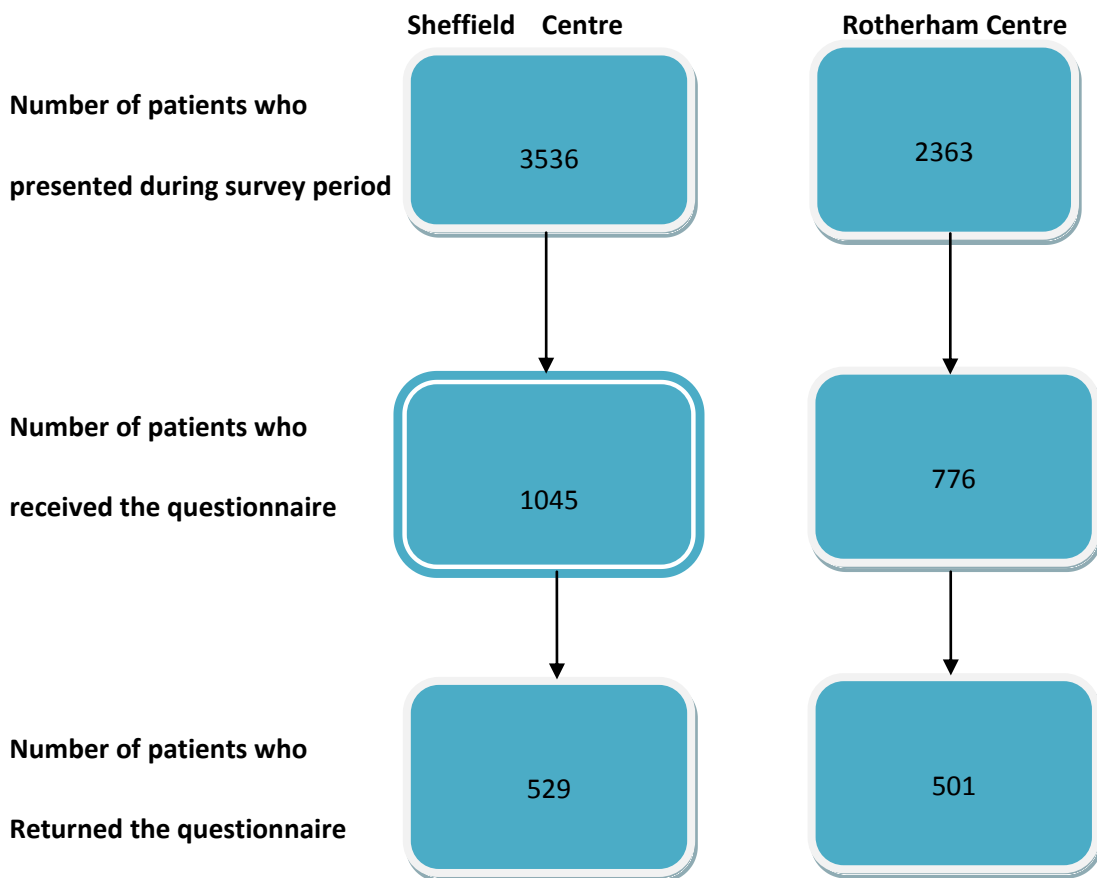 Sheffield Centre Rotherham Centre
Number of patients who
presented during survey period
3536
2363
Number of patients who
received the questionnaire
1045
776
Number of patients who
Returned the questionnaire
529
501